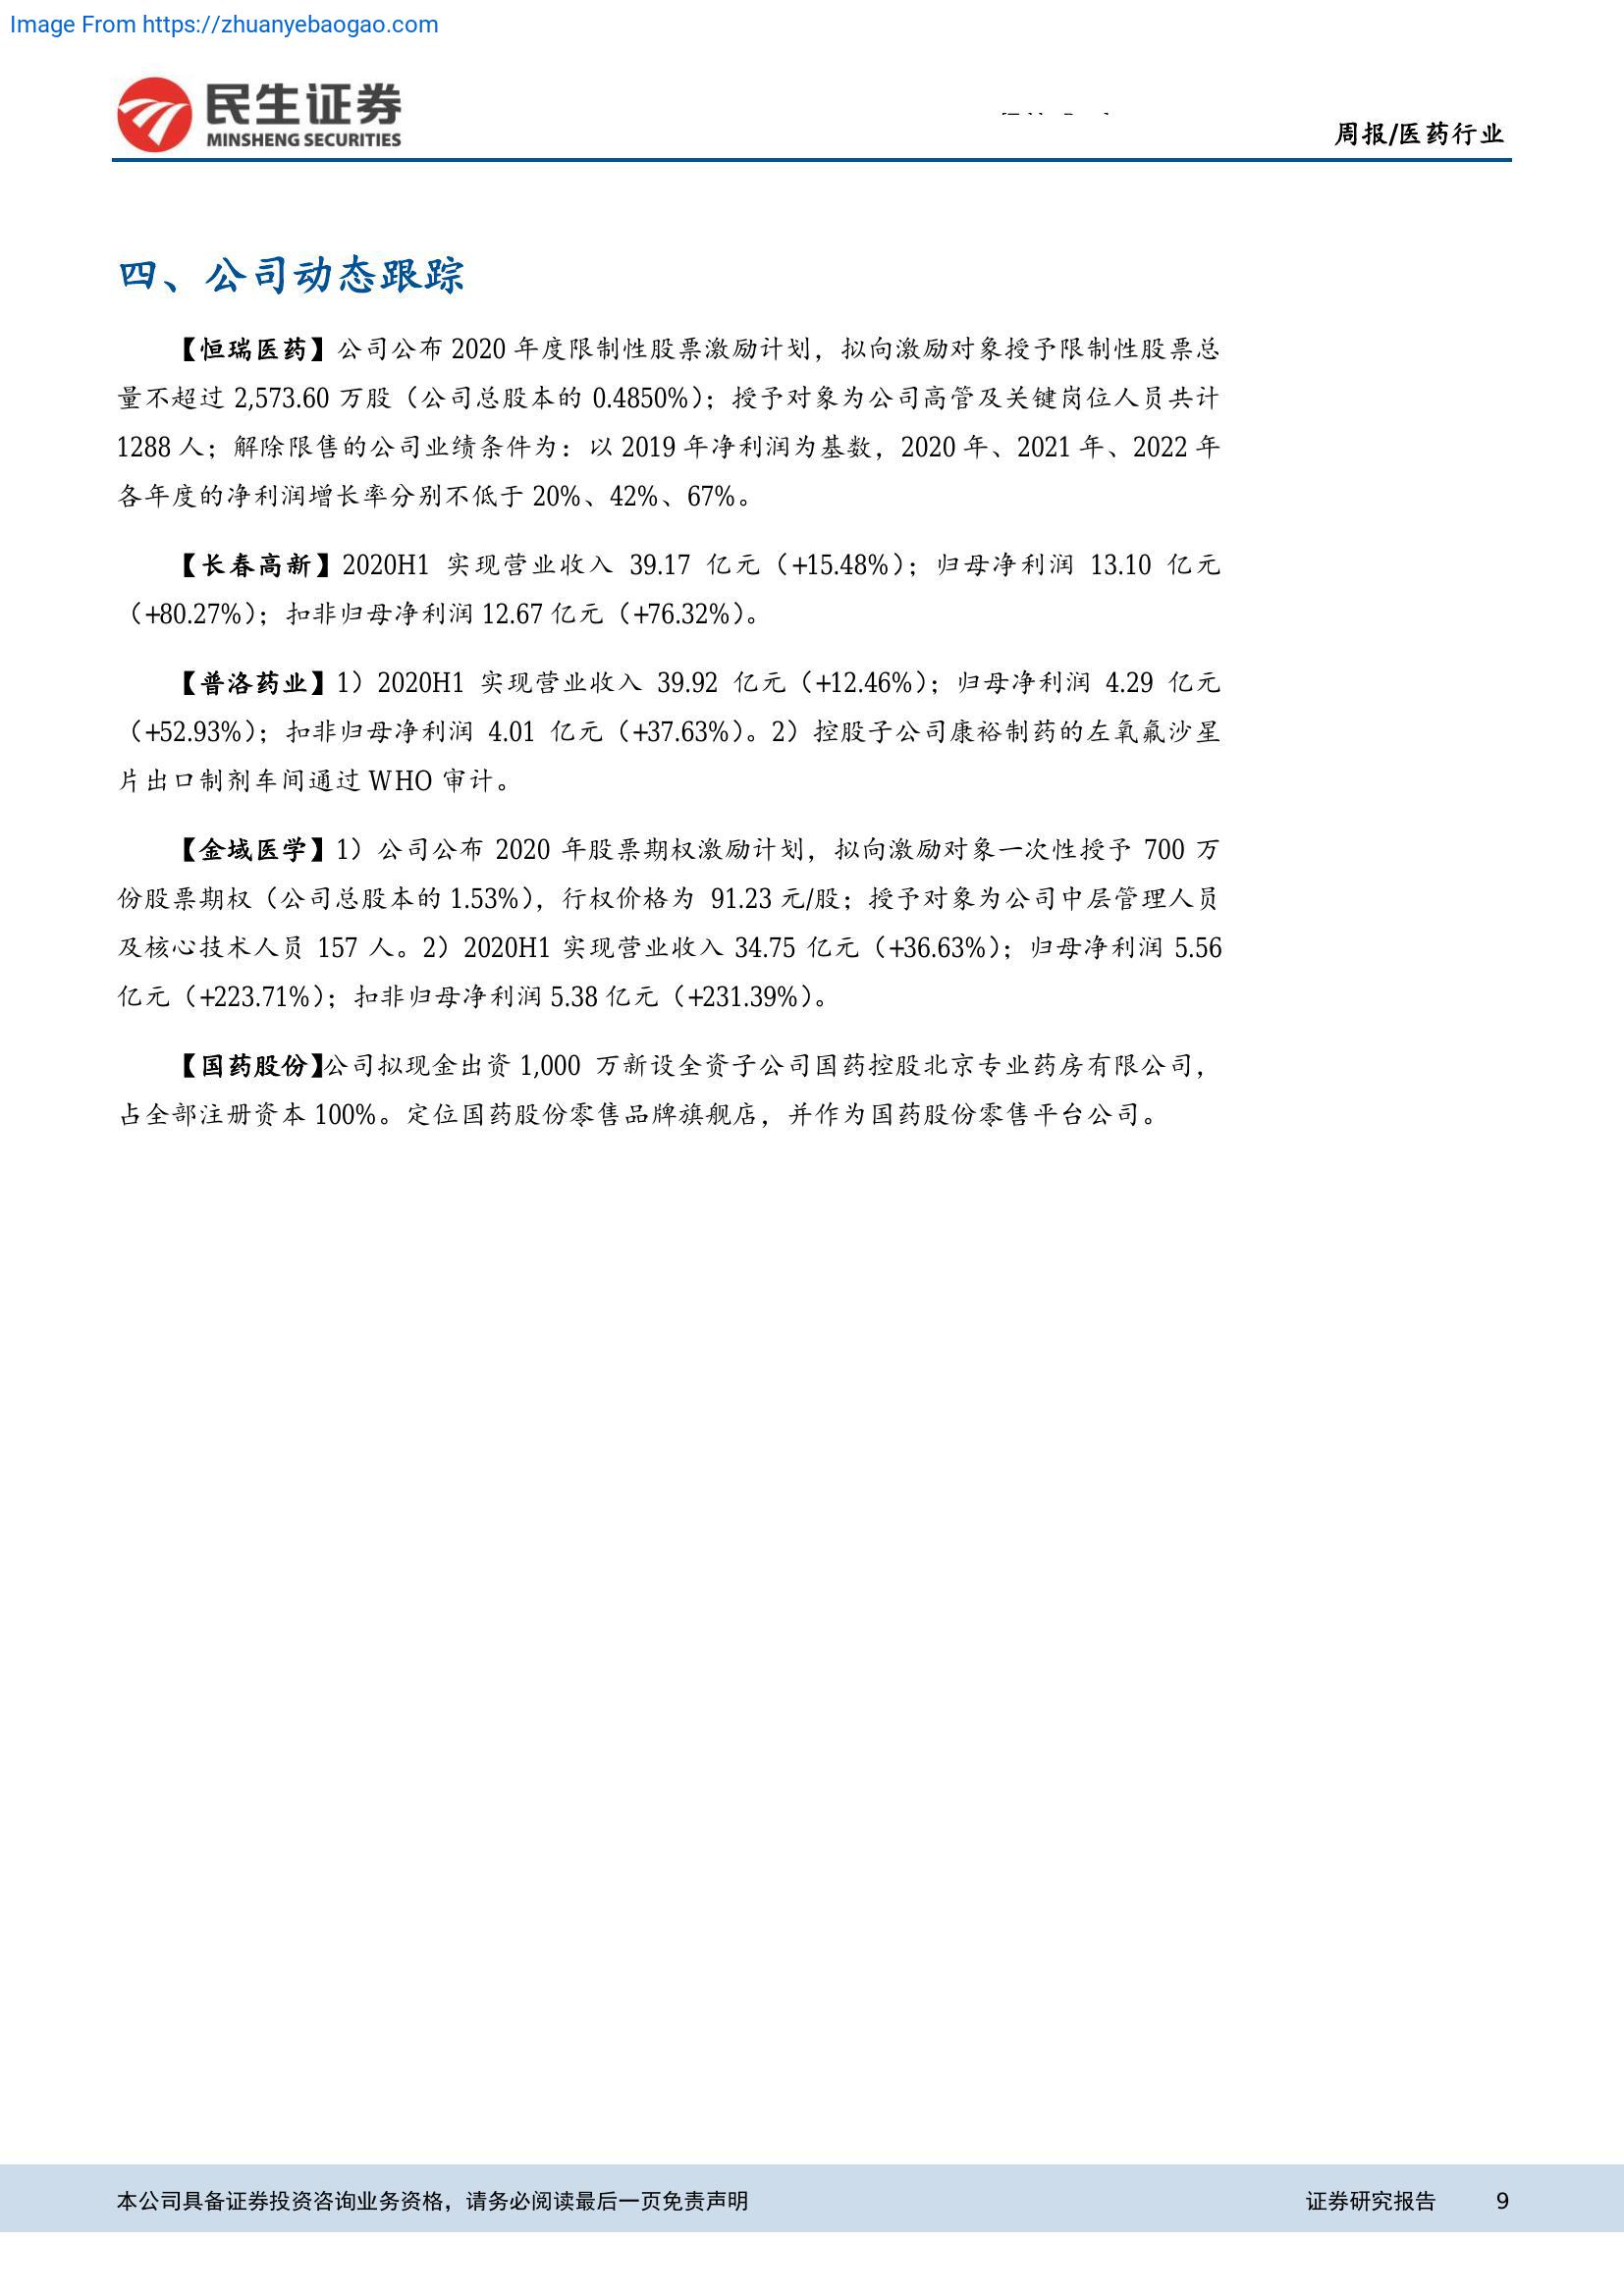 Image From https://zhuanyebaogao.com
民生证券
MINSHENG SECURITIES
周报/医药行业
四、公司动态跟踪
【恒瑞医药】公司公布 2020 年度限制性股票激励计划，拟向激励对象授予限制性股票总
量不超过 2,573.60 万股（公司总股本的 0.4850%）；授予对象为公司高管及关键岗位人员共计
1288 人；解除限售的公司业绩条件为：以 2019 年净利润为基数，2020 年、2021 年、2022 年
各年度的净利润增长率分别不低于 20%、42%、67%。
【长春高新】2020H1 实现营业收入 39.17 亿元（+15.48%）；归母净利润 13.10 亿元
（+80.27%）；扣非归母净利润 12.67 亿元（+76.32%）。
【普洛药业】1）2020H1 实现营业收入 39.92 亿元（+12.46%）；归母净利润 4.29 亿元
（+52.93%）；扣非归母净利润 4.01 亿元（+37.63%）。2）控股子公司康裕制药的左氧氟沙星
片出口制剂车间通过 WHO 审计。
【金域医学】1）公司公布 2020 年股票期权激励计划，拟向激励对象一次性授予 700 万
份股票期权（公司总股本的 1.53%），行权价格为 91.23 元/股；授予对象为公司中层管理人员
及核心技术人员 157 人。2）2020H1 实现营业收入 34.75 亿元（+36.63%）；归母净利润 5.56
亿元（+223.71%）；扣非归母净利润 5.38 亿元（+231.39%）。
【国药股份】公司拟现金出资 1,000 万新设全资子公司国药控股北京专业药房有限公司，
占全部注册资本 100%。定位国药股份零售品牌旗舰店，并作为国药股份零售平台公司。
本公司具备证券投资咨询业务资格，请务必阅读最后一页免责声明
证券研究报告 9